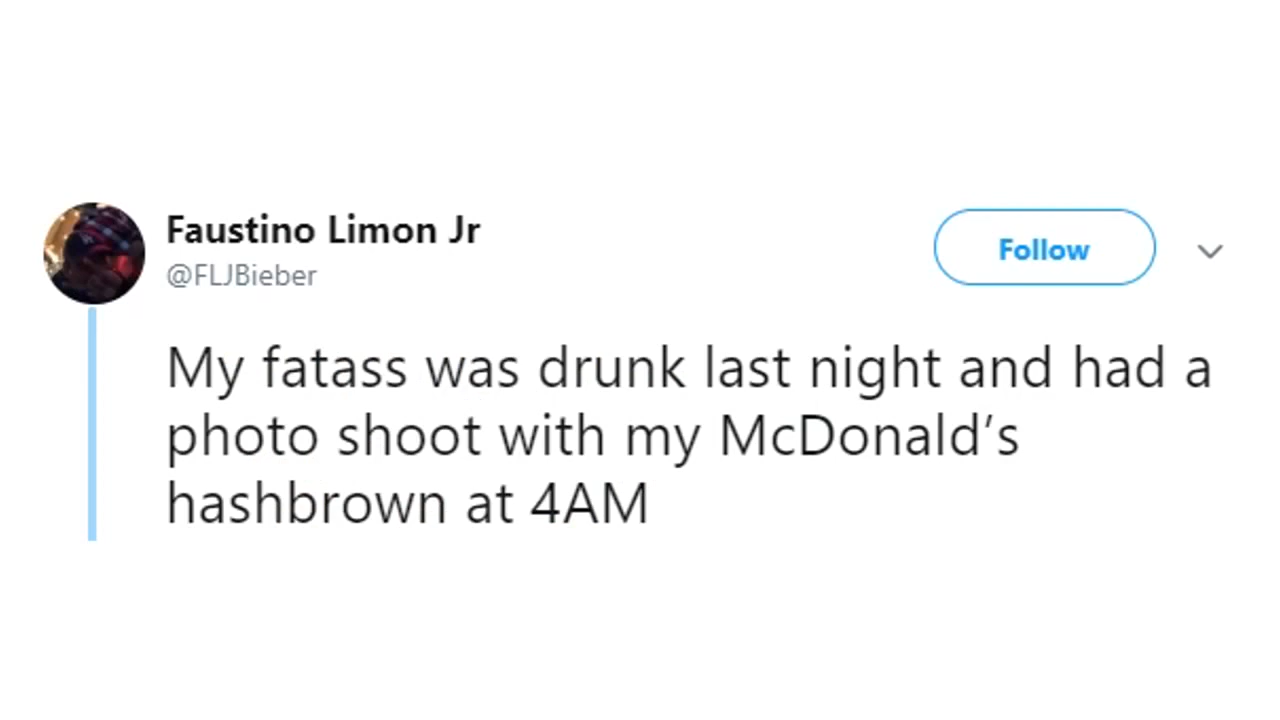 Faustino Limon Jr
@FLJBieber
Follow
My fatass was drunk last night and had a
photo shoot with my McDonald’s
hashbrown at 4AM